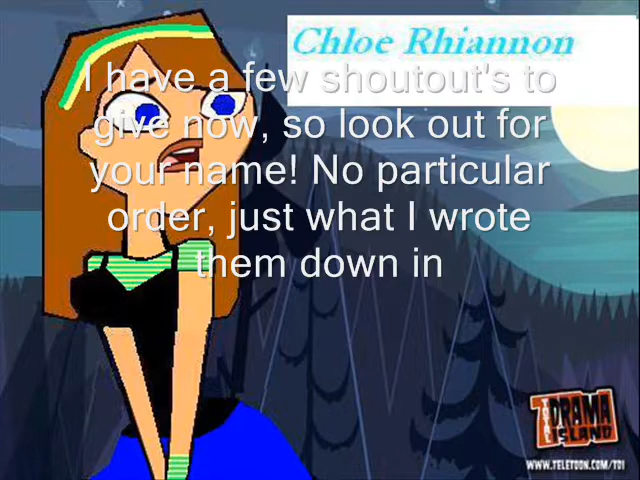 Chloe Rhiannon
I have a few shoutout's to
give now, so look out for
your name! No particular
order, just what I wrote
them down in
TOTAL
DRAMA
ISLAND
WWW.TELETOON.COM/TDI